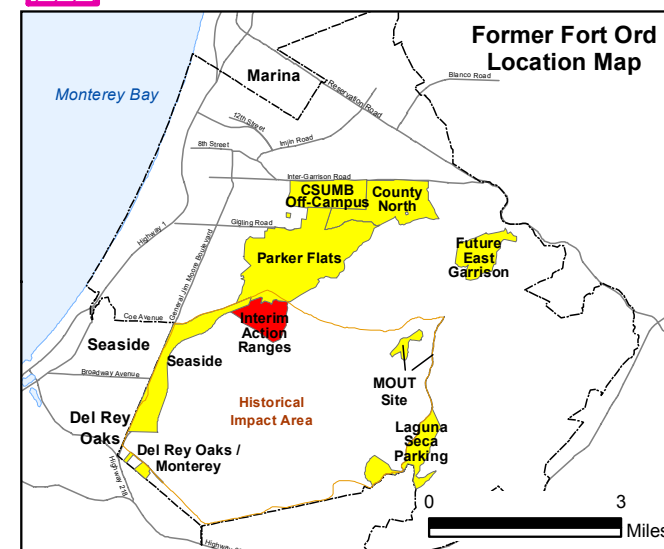 Former Fort Ord
Location Map
Marina
Monterey Bay
Reservation Road
Blanco Road
12th Street
8th Street
Imjin Road
Inter-Garrison Road
CSUMB
Off-Campus
County
North
Gigling Road
Highway 1
General Jim Moore Boulevard
Parker Flats
Future
East
Garrison
Coe Avenue
Interim
Action
Ranges
Seaside
Seaside
Broadway Avenue
MOUT
Site
Historical
Impact Area
Del Rey
Oaks
Laguna
Seca
Parking
Del Rey Oaks /
Monterey
Highway 218
0 3
Miles
Highway